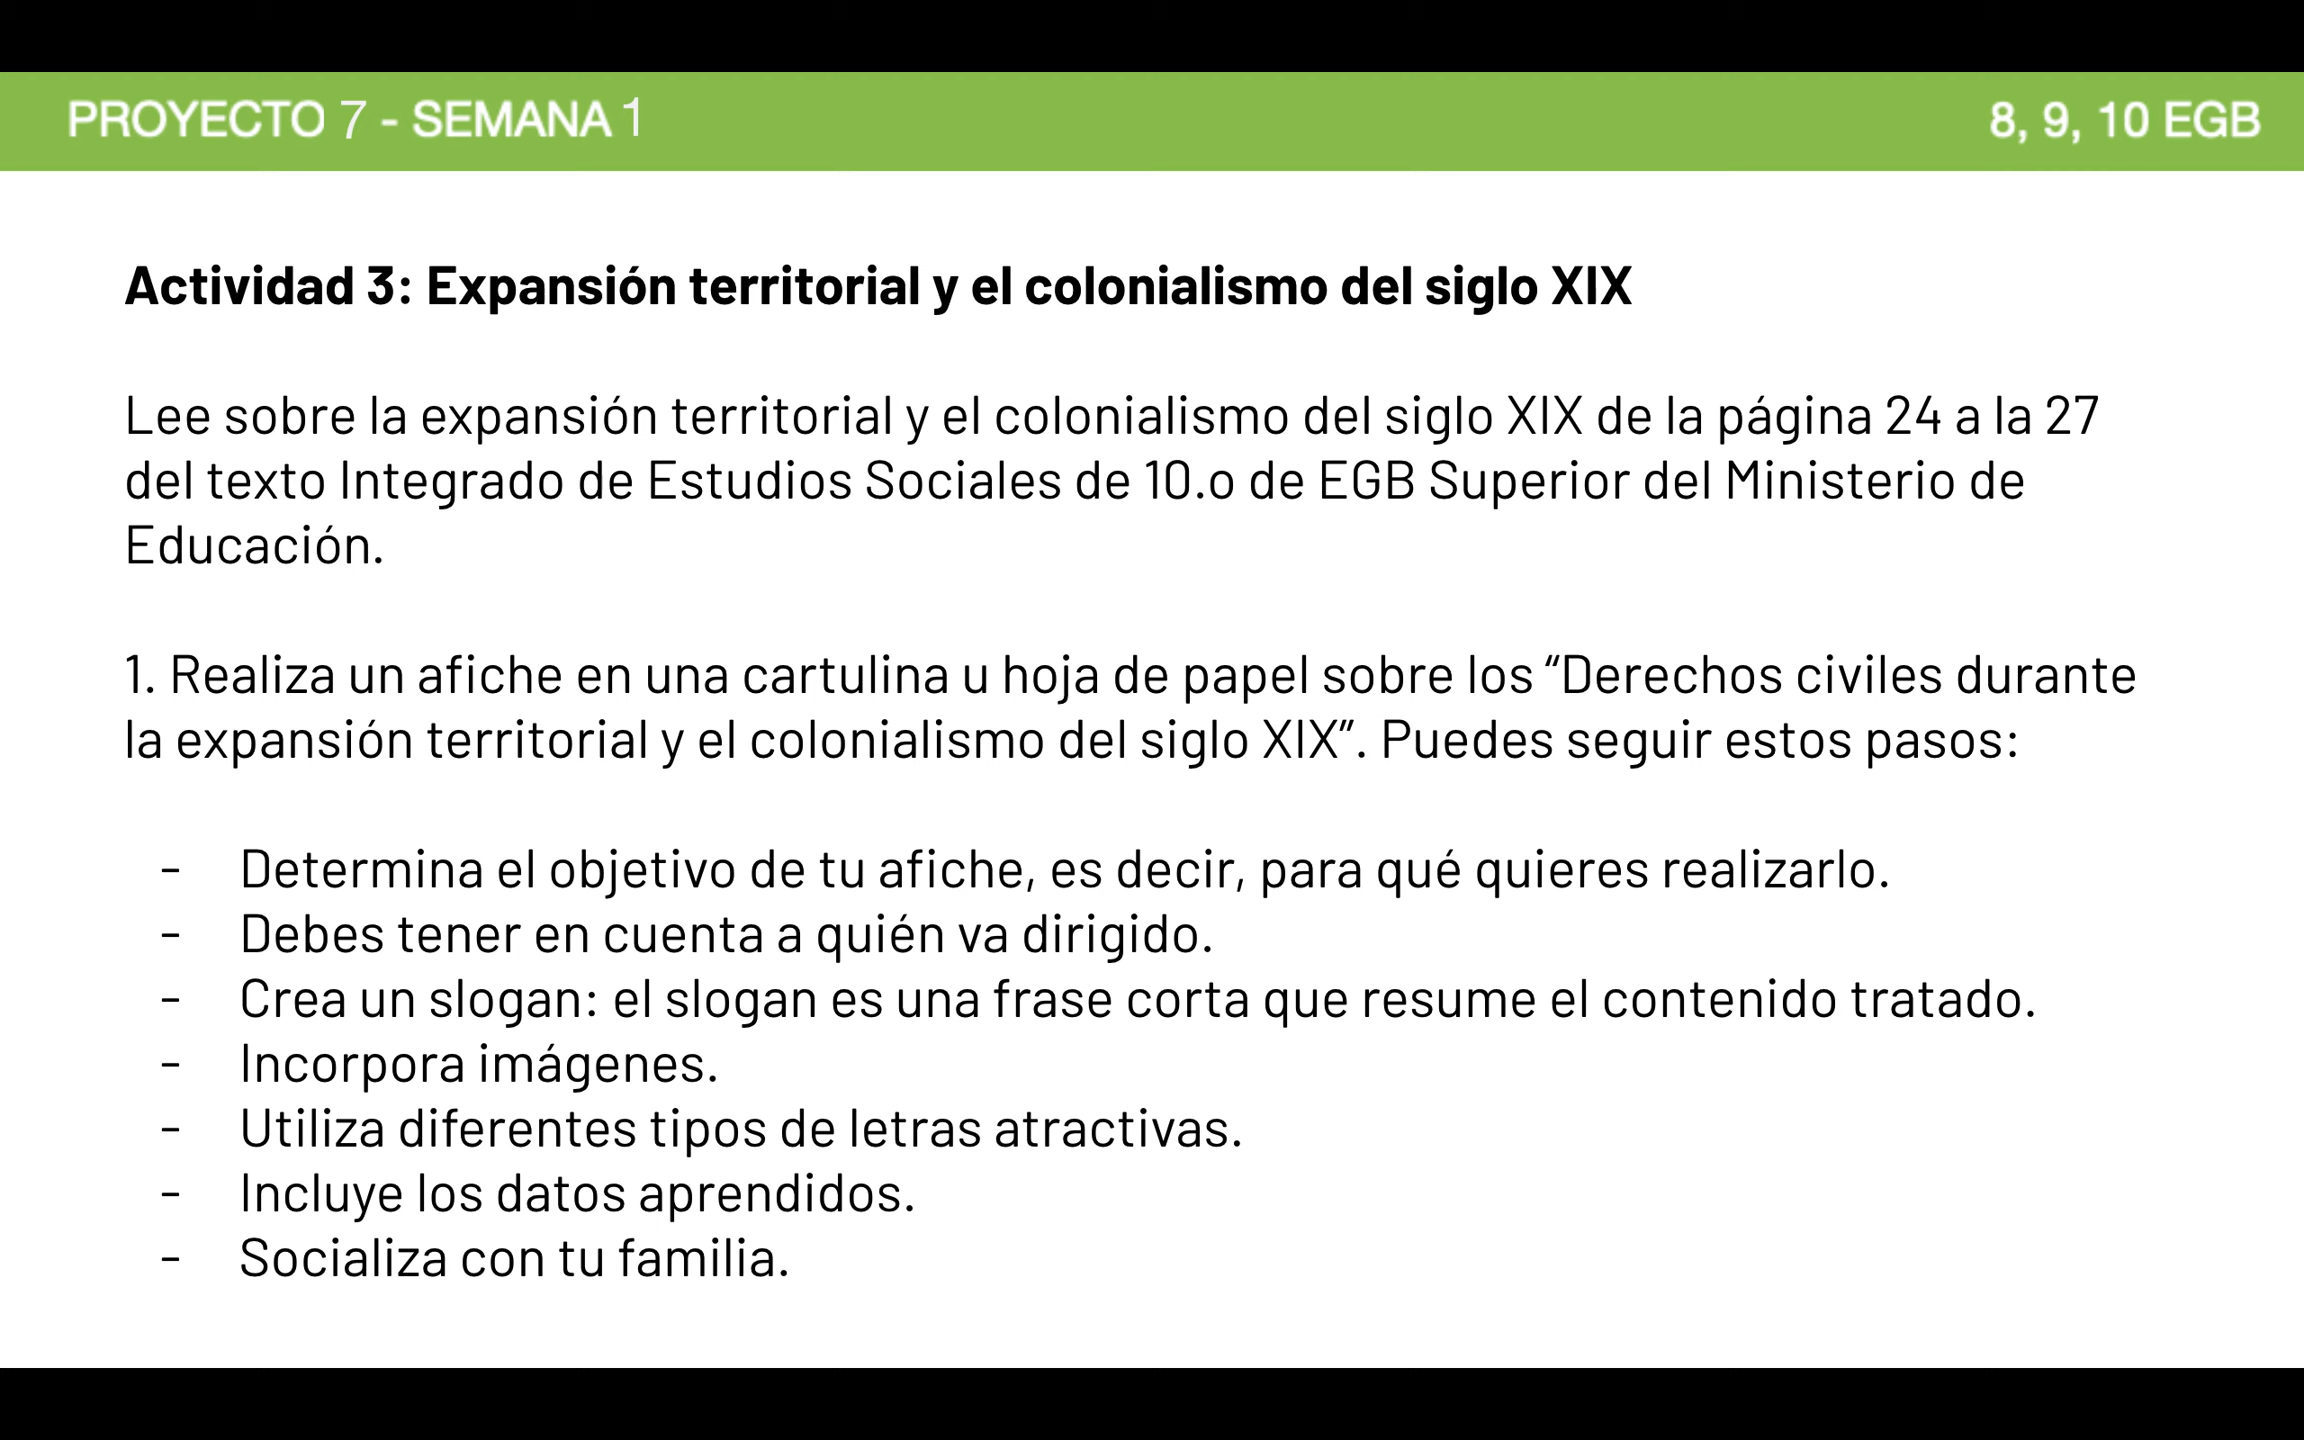 PROYECTO 7 - SEMANA 1
8, 9, 10 EGB
Actividad 3: Expansión territorial y el colonialismo del siglo XIX
Lee sobre la expansión territorial y el colonialismo del siglo XIX de la página 24 a la 27
del texto Integrado de Estudios Sociales de 10.o de EGB Superior del Ministerio de
Educación.
1. Realiza un afiche en una cartulina u hoja de papel sobre los “Derechos civiles durante
la expansión territorial y el colonialismo del siglo XIX”. Puedes seguir estos pasos:
- Determina el objetivo de tu afiche, es decir, para qué quieres realizarlo.
- Debes tener en cuenta a quién va dirigido.
- Crea un slogan: el slogan es una frase corta que resume el contenido tratado.
- Incorpora imágenes.
- Utiliza diferentes tipos de letras atractivas.
- Incluye los datos aprendidos.
- Socializa con tu familia.